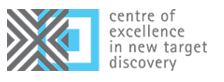 centre of
excellence
in new target
discovery